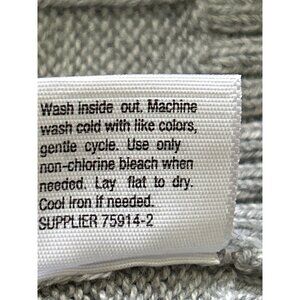 Wash inside out. Machine
wash cold with like colors,
gentle cycle. Use only
non-chlorine bleach when
needed. Lay flat to dry.
Cool iron if needed.
SUPPLIER 75914-2